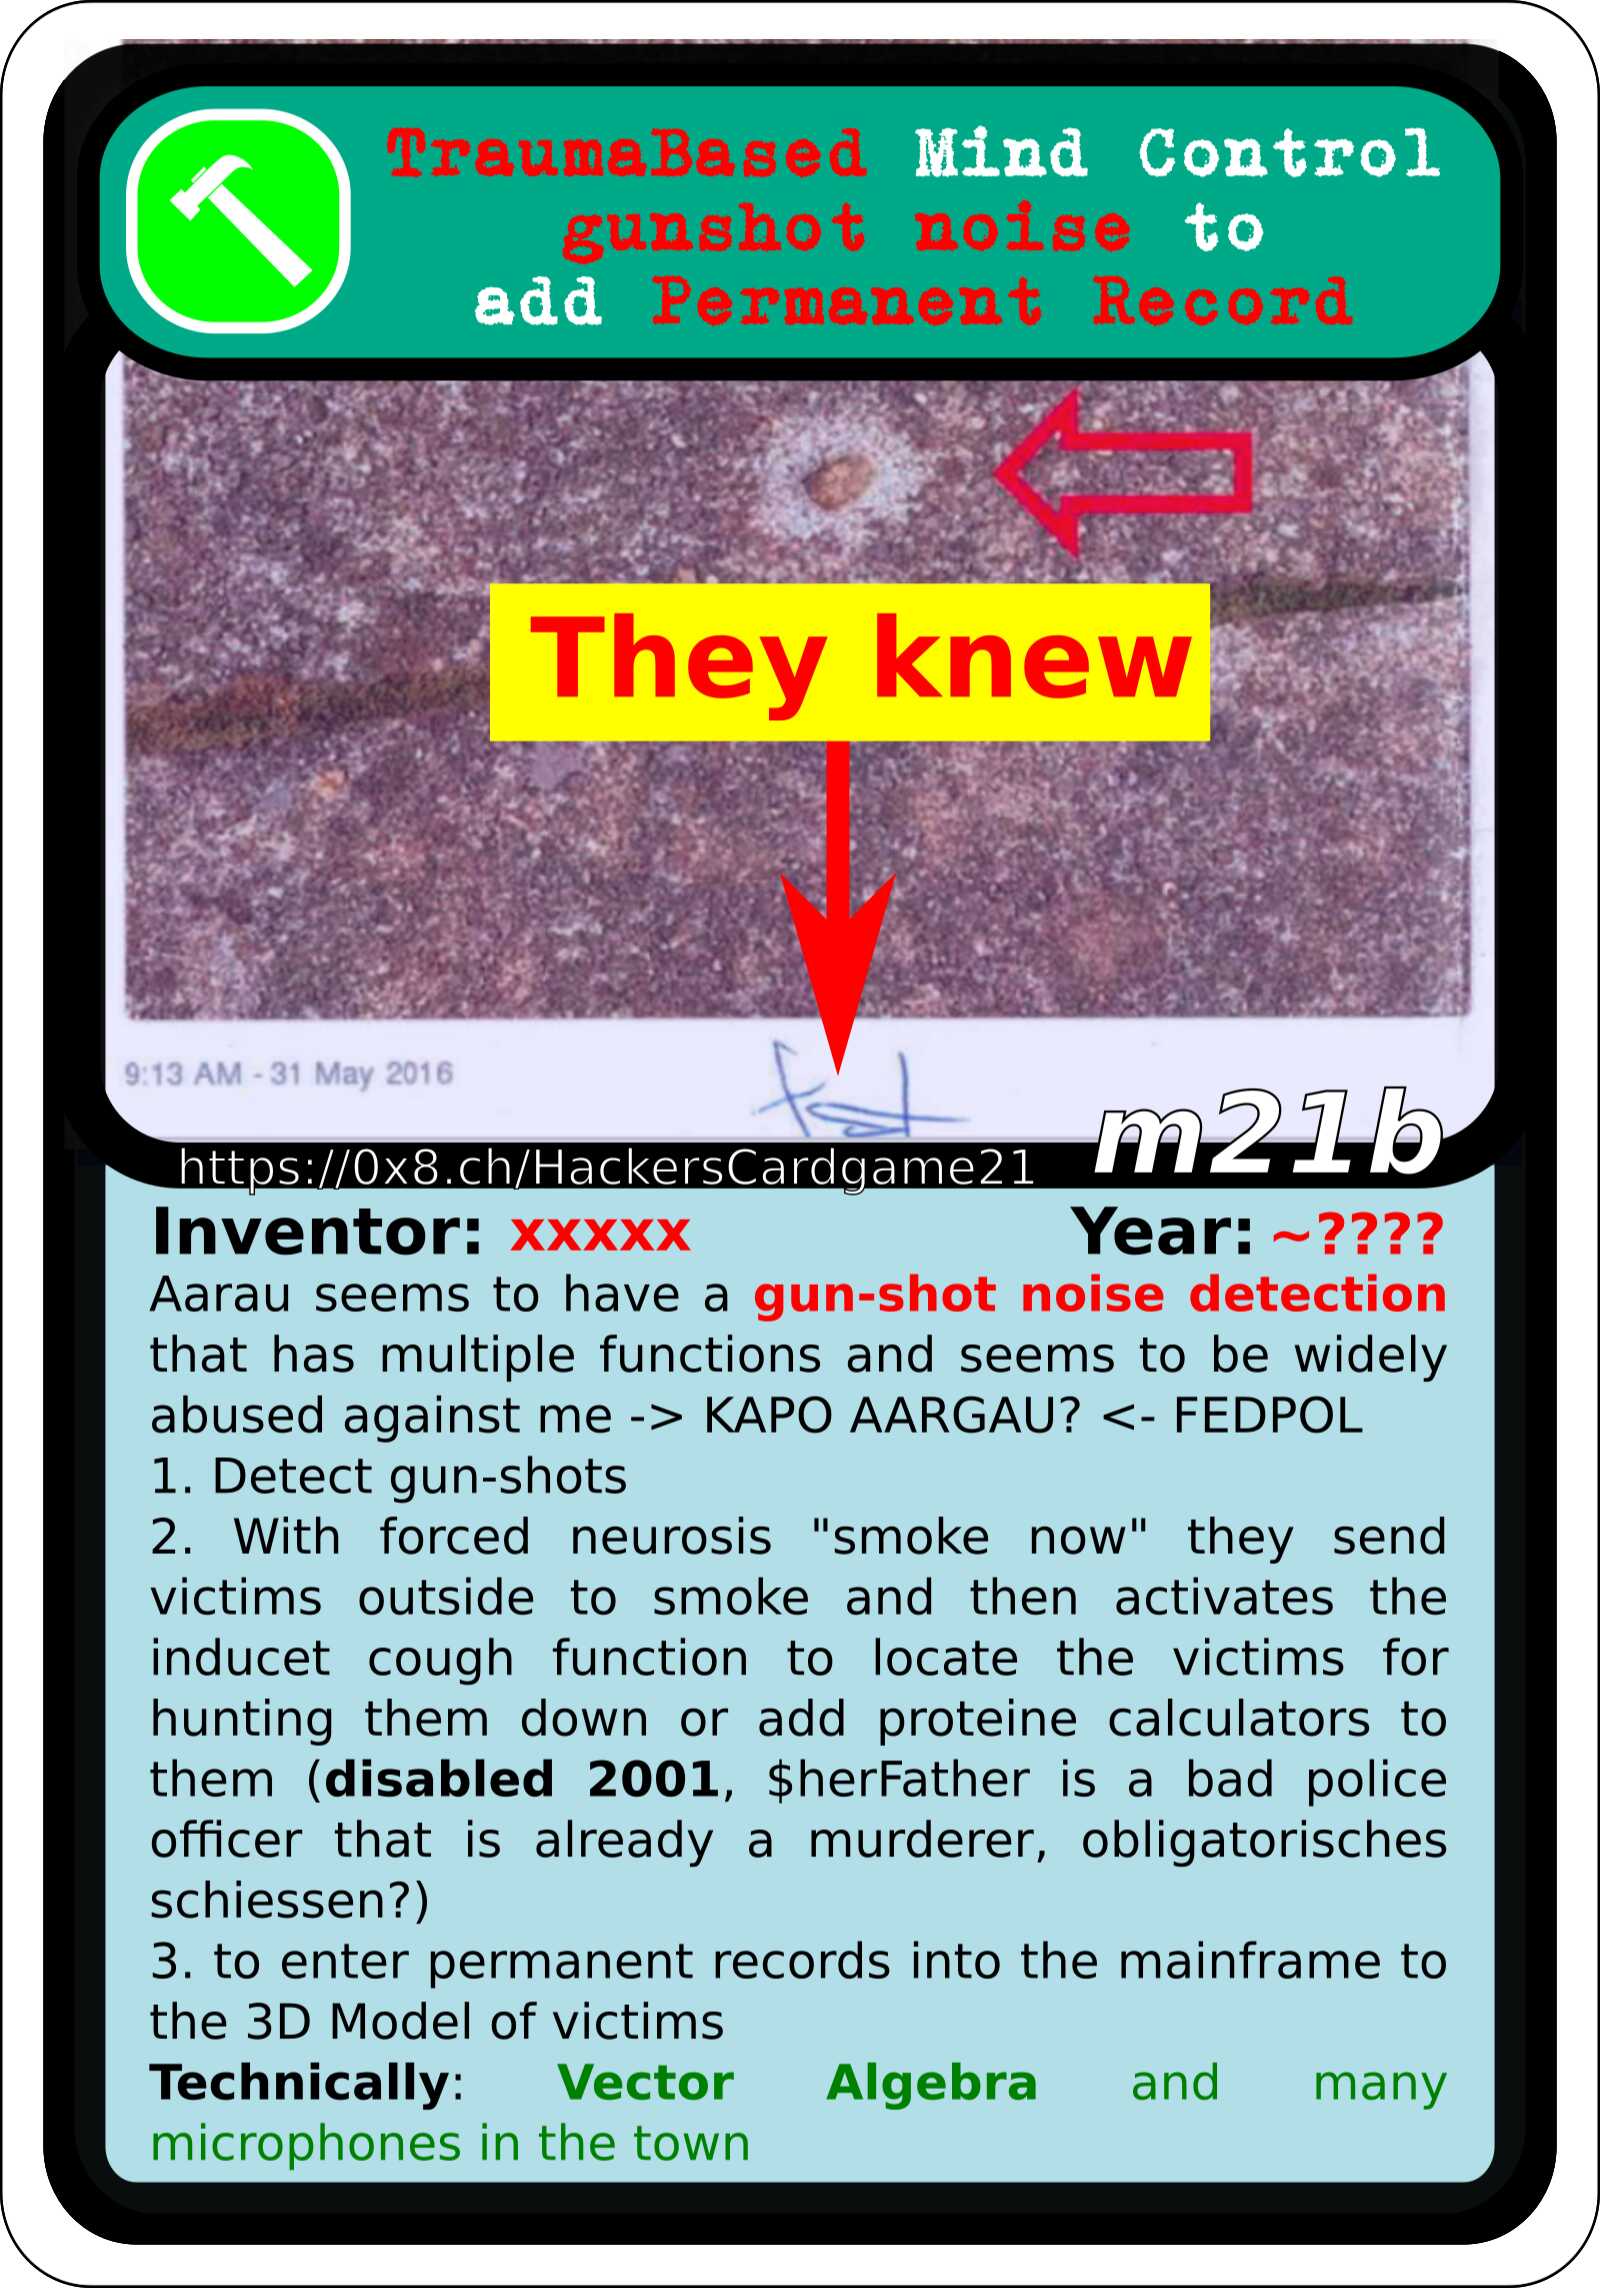 TraumaBased Mind Control
gunshot noise to
add Permanent Record
They knew
9:13 AM - 31 May 2016
m21b
https://0x8.ch/HackersCardgame21
Inventor: xxxxx Year: ~????
Aarau seems to have a gun-shot noise detection
that has multiple functions and seems to be widely
abused against me -> KAPO AARGAU? <- FEDPOL
1. Detect gun-shots
2. With forced neurosis "smoke now" they send
victims outside to smoke and then activates the
inducet cough function to locate the victims for
hunting them down or add proteine calculators to
them (disabled 2001, $herFather is a bad police
officer that is already a murderer, obligatorisches
schiessen?)
3. to enter permanent records into the mainframe to
the 3D Model of victims
Technically: Vector Algebra and many
microphones in the town